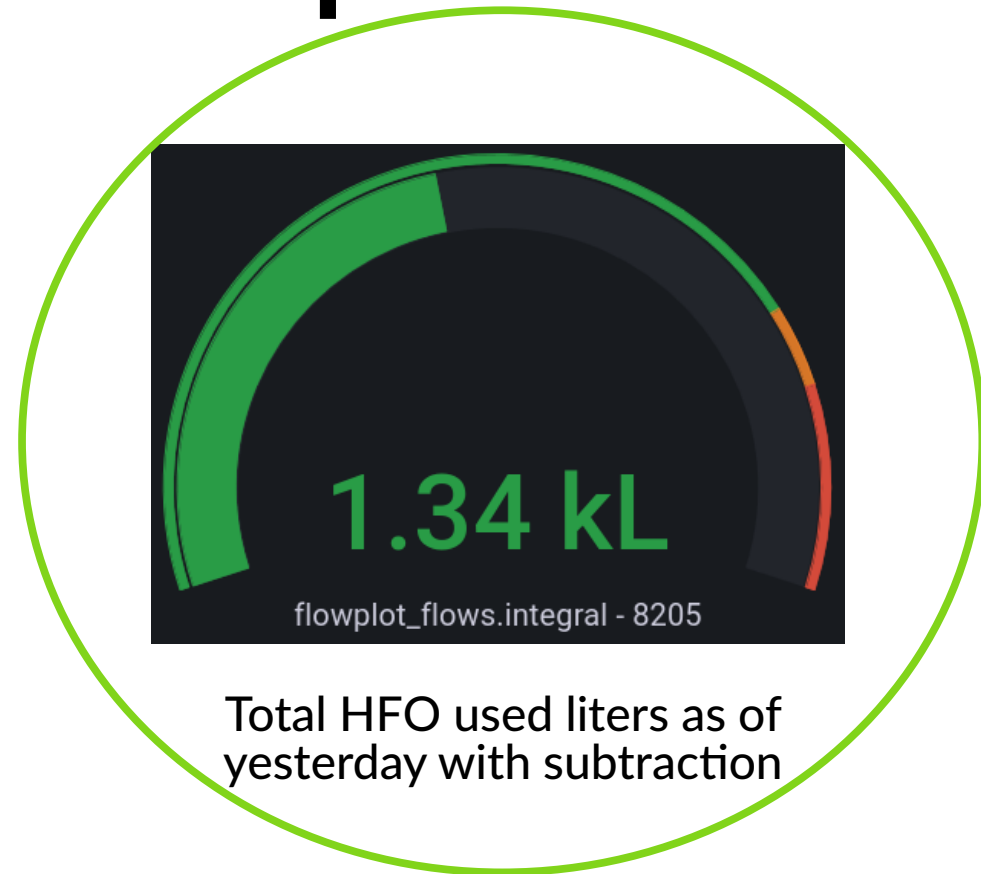 1.34 kL
flowplot_flows.integral - 8205
Total HFO used liters as of
yesterday with subtraction